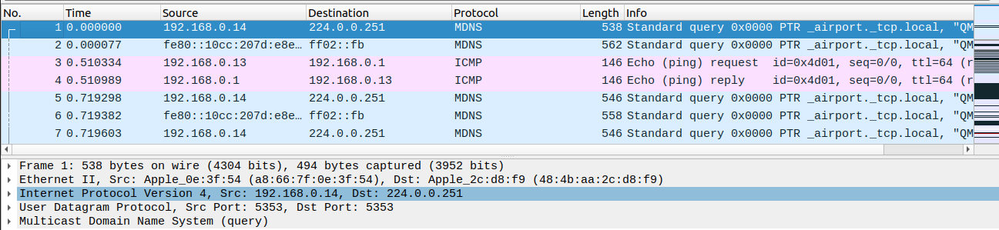 No. Time Source Destination Protocol Length Info
1 0.000000 192.168.0.14 224.0.0.251 MDNS 538 Standard query 0x0000 PTR _airport._tcp.local, "QM
2 0.000077 fe80::10cc:207d:e8e… ff02::fb MDNS 562 Standard query 0x0000 PTR _airport._tcp.local, "QM
3 0.510334 192.168.0.13 192.168.0.1 ICMP 146 Echo (ping) request id=0x4d01, seq=0/0, ttl=64 (r
4 0.510989 192.168.0.1 192.168.0.13 ICMP 146 Echo (ping) reply id=0x4d01, seq=0/0, ttl=64 (r
5 0.719298 192.168.0.14 224.0.0.251 MDNS 546 Standard query 0x0000 PTR _airport._tcp.local, "QM
6 0.719382 fe80::10cc:207d:e8e… ff02::fb MDNS 558 Standard query 0x0000 PTR _airport._tcp.local, "QM
7 0.719603 192.168.0.14 224.0.0.251 MDNS 546 Standard query 0x0000 PTR _airport._tcp.local, "QM
Frame 1: 538 bytes on wire (4304 bits), 494 bytes captured (3952 bits)
Ethernet II, Src: Apple_0e:3f:54 (a8:66:7f:0e:3f:54), Dst: Apple_2c:d8:f9 (48:4b:aa:2c:d8:f9)
Internet Protocol Version 4, Src: 192.168.0.14, Dst: 224.0.0.251
User Datagram Protocol, Src Port: 5353, Dst Port: 5353
Multicast Domain Name System (query)